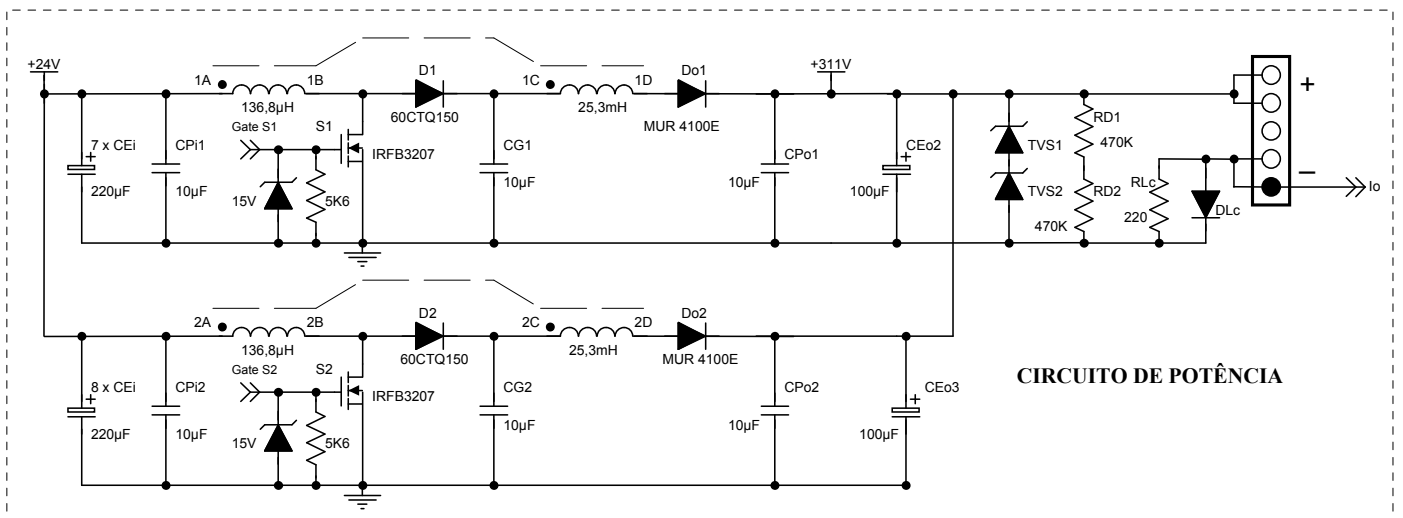 +24V
1A
1B
136,8µH
D1
60CTQ150
1C
1D
25,3mH
Do1
MUR 4100E
+311V
+
Gate S1
S1
IRFB3207
7 x CEi
+
220µF
CPi1
10µF
15V
5K6
CG1
10µF
CPo1
10µF
CEo2
+
100µF
TVS1
TVS2
RD1
470K
RD2
470K
RLc
220
DLc
–
Io
2A
2B
136,8µH
D2
60CTQ150
2C
2D
25,3mH
Do2
MUR 4100E
Gate S2
S2
IRFB3207
8 x CEi
+
220µF
CPi2
10µF
15V
5K6
CG2
10µF
CPo2
10µF
CEo3
+
100µF
CIRCUITO DE POTÊNCIA